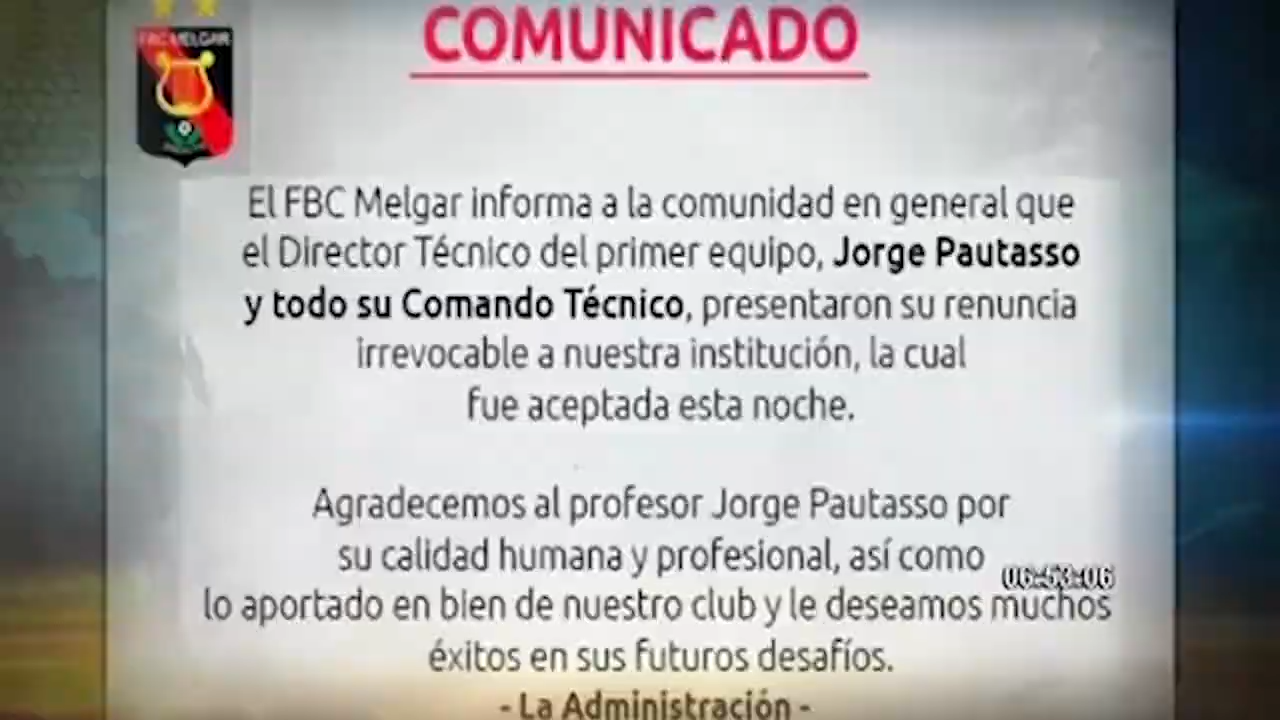 COMUNICADO
FBC MELGAR
El FBC Melgar informa a la comunidad en general que
el Director Técnico del primer equipo, Jorge Pautasso
y todo su Comando Técnico, presentaron su renuncia
irrevocable a nuestra institución, la cual
fue aceptada esta noche.
Agradecemos al profesor Jorge Pautasso por
su calidad humana y profesional, así como
06:53:06
lo aportado en bien de nuestro club y le deseamos muchos
éxitos en sus futuros desafíos.
- La Administración -